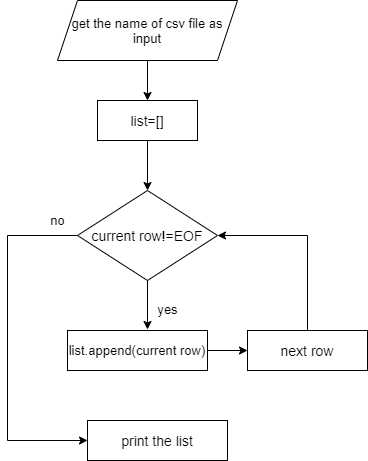 get the name of csv file as
input
list=[]
no
current row!=EOF
yes
list.append(current row)
next row
print the list